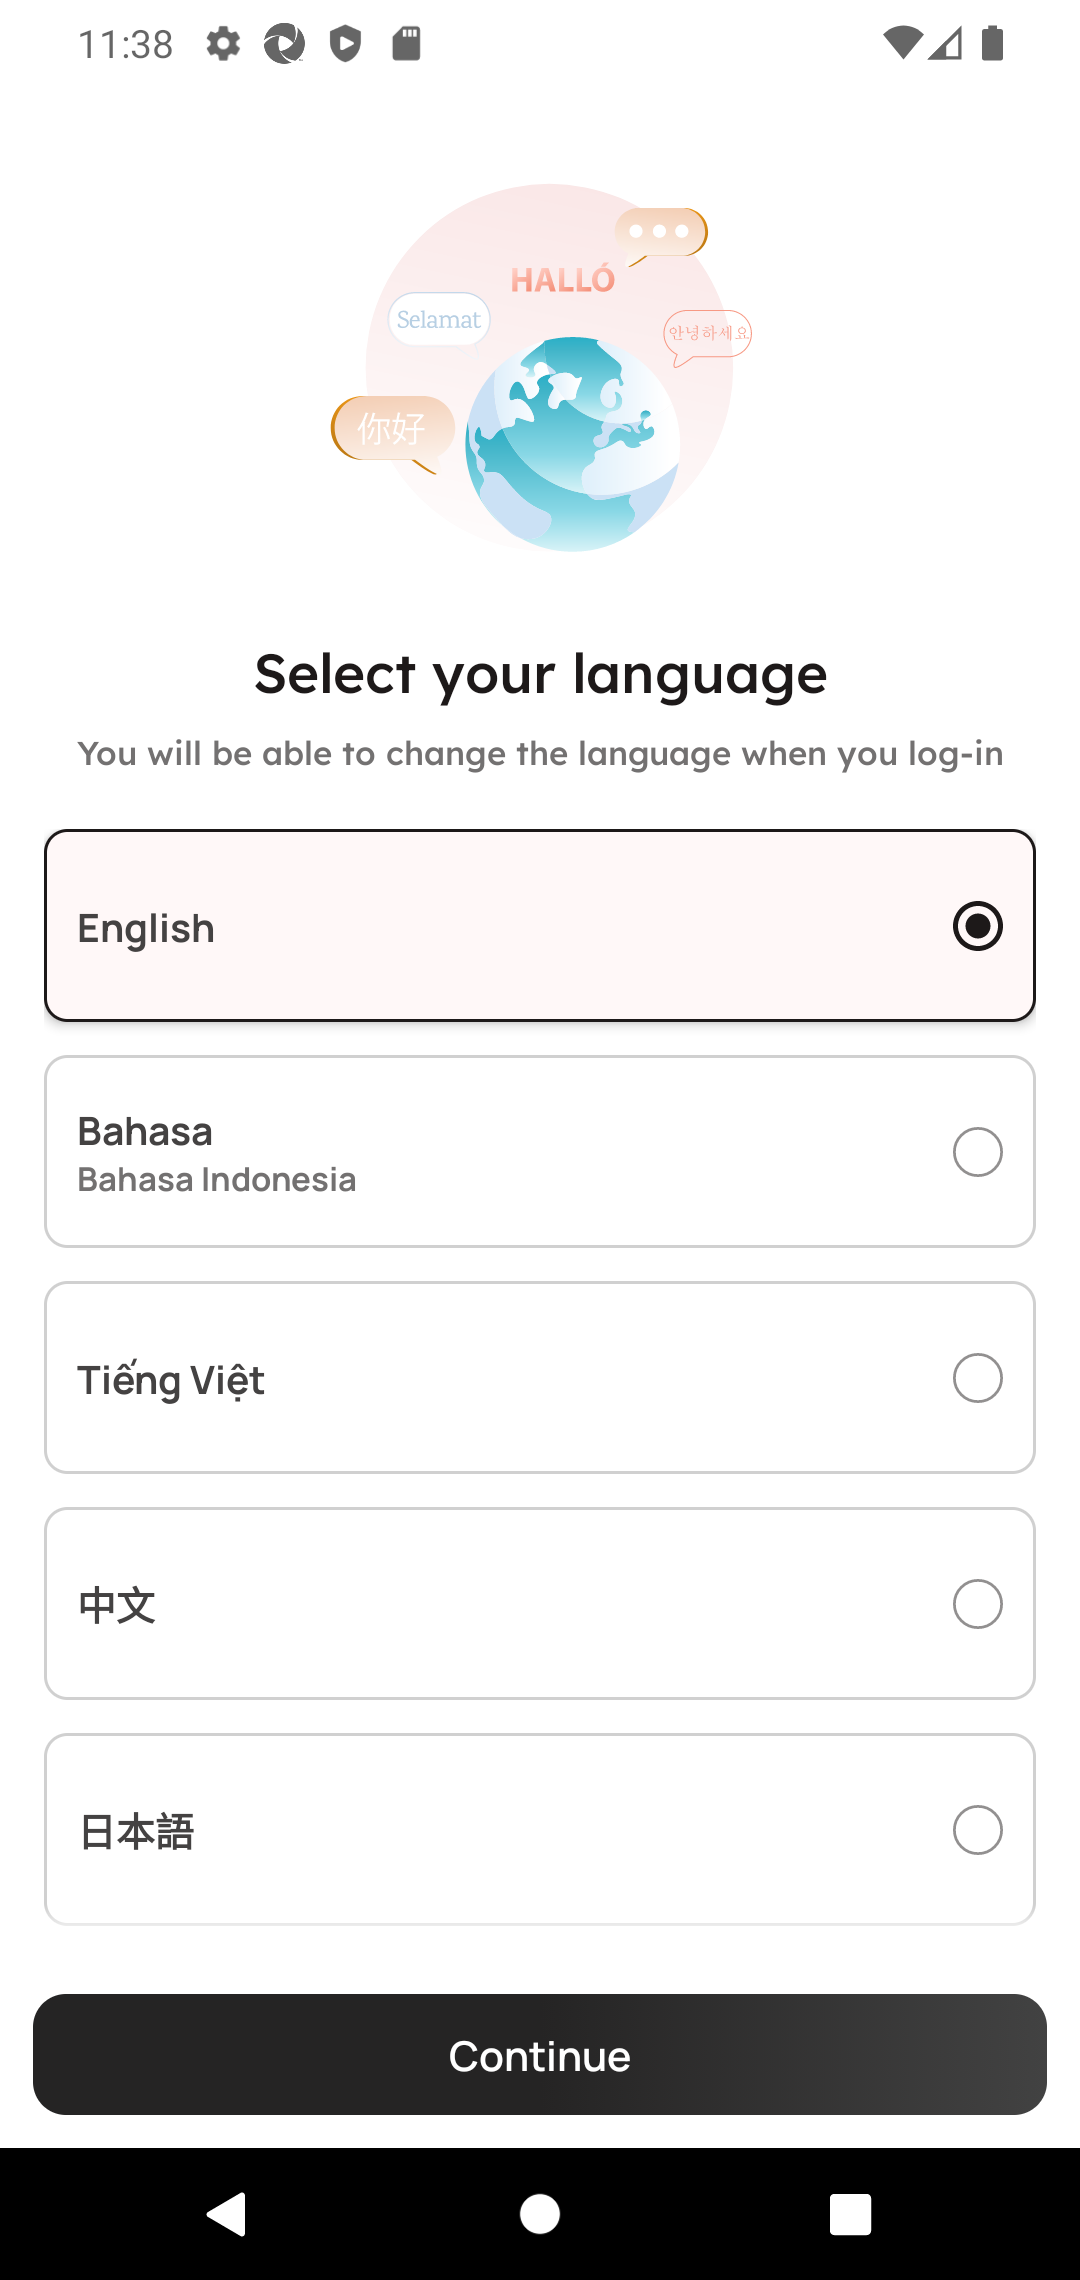 11:38
HALLÓ
Selamat
안녕하세요
你好
Select your language
You will be able to change the language when you log-in
English
Bahasa
Bahasa Indonesia
Tiếng Việt
中文
日本語
Continue